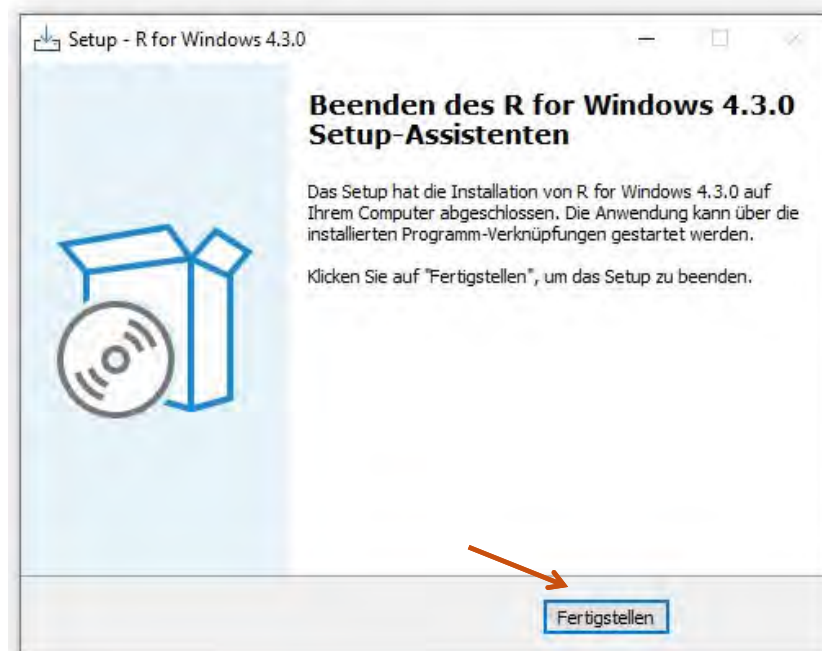 Setup - R for Windows 4.3.0
Beenden des R for Windows 4.3.0
Setup-Assistenten
Das Setup hat die Installation von R for Windows 4.3.0 auf
Ihrem Computer abgeschlossen. Die Anwendung kann über die
installierten Programm-Verknüpfungen gestartet werden.
Klicken Sie auf "Fertigstellen", um das Setup zu beenden.
Fertigstellen